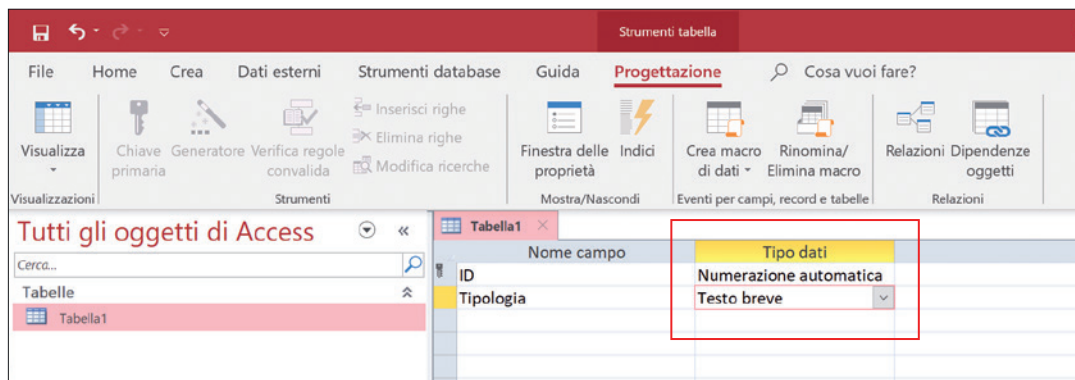 Strumenti tabella
File Home Crea Dati esterni Strumenti database Guida Progettazione Cosa vuoi fare?
Visualizza
Chiave primaria
Generatore
Verifica regole convalida
Inserisci righe
Elimina righe
Modifica ricerche
Finestra delle proprietà
Indici
Crea macro di dati
Rinomina/ Elimina macro
Relazioni
Dipendenze oggetti
Visualizzazioni Strumenti Mostra/Nascondi Eventi per campi, record e tabelle Relazioni
Tutti gli oggetti di Access
Cerca...
Tabelle
Tabella1
Tabella1
Nome campo Tipo dati
ID Numerazione automatica
Tipologia Testo breve